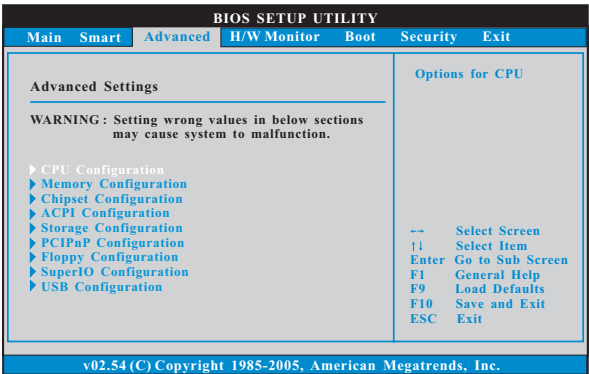 BIOS SETUP UTILITY
Main Smart Advanced H/W Monitor Boot Security Exit
Advanced Settings
WARNING : Setting wrong values in below sections
may cause system to malfunction.
CPU Configuration
Memory Configuration
Chipset Configuration
ACPI Configuration
Storage Configuration
PCIPnP Configuration
Floppy Configuration
SuperIO Configuration
USB Configuration
Options for CPU
←→ Select Screen
↑↓ Select Item
Enter Go to Sub Screen
F1 General Help
F9 Load Defaults
F10 Save and Exit
ESC Exit
v02.54 (C) Copyright 1985-2005, American Megatrends, Inc.